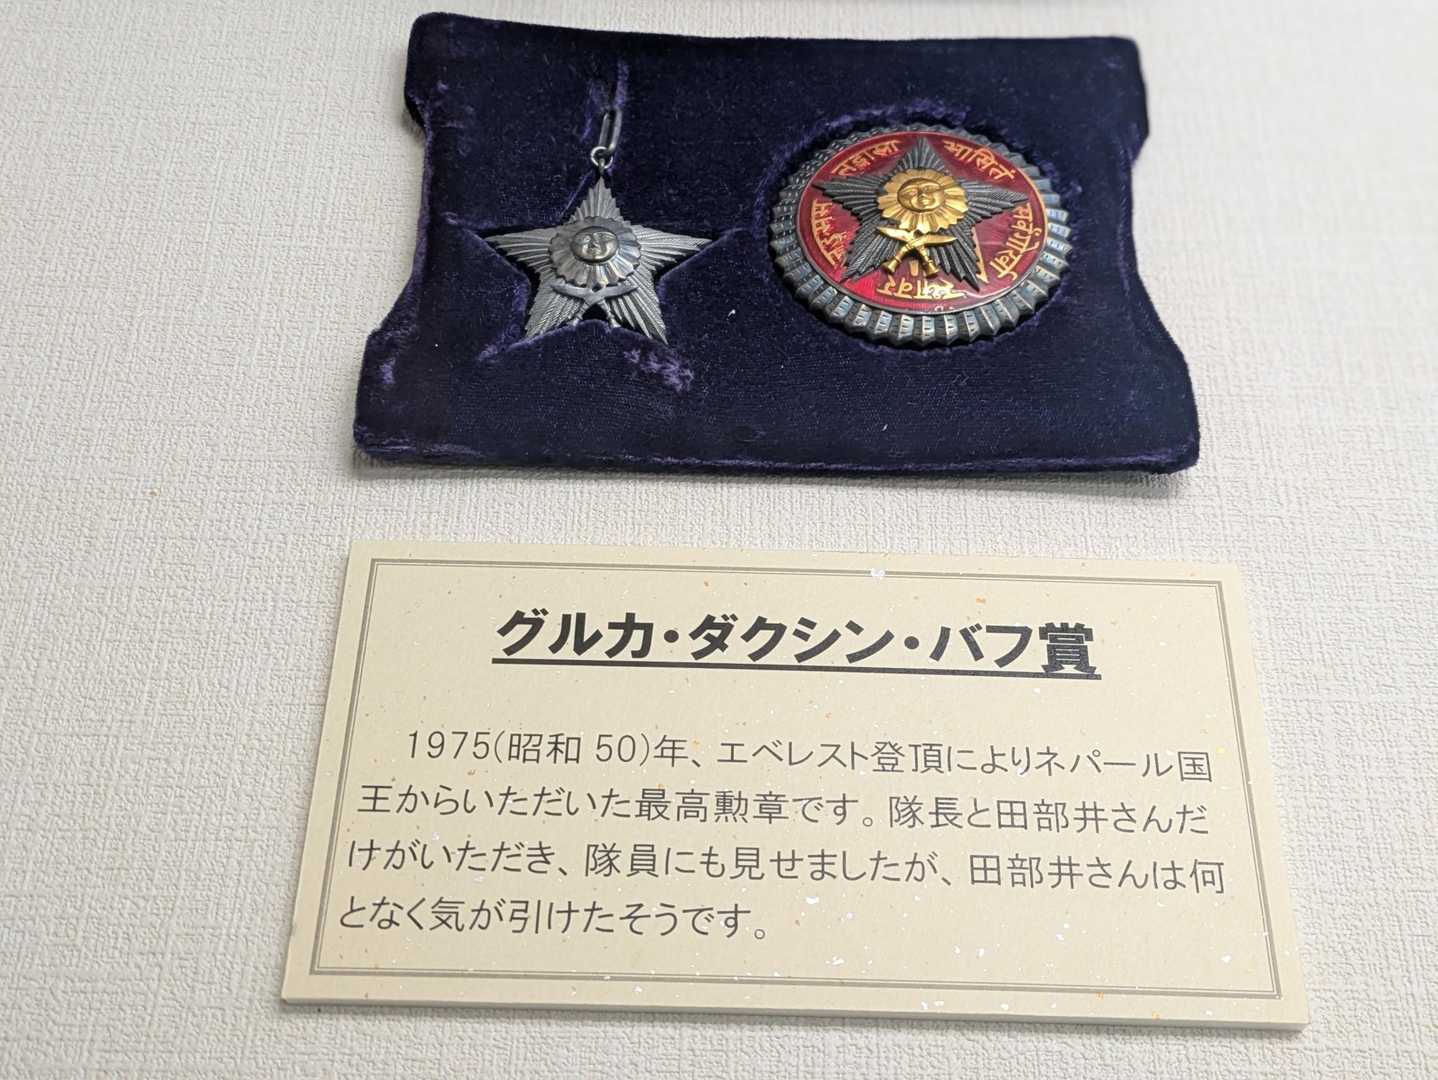 तद्भासा
भासितं
グルカ・ダクシン・バフ賞
1975(昭和 50)年、エベレスト登頂によりネパール国
王からいただいた最高勲章です。隊長と田部井さんだ
けがいただき、隊員にも見せましたが、田部井さんは何
となく気が引けたそうです。